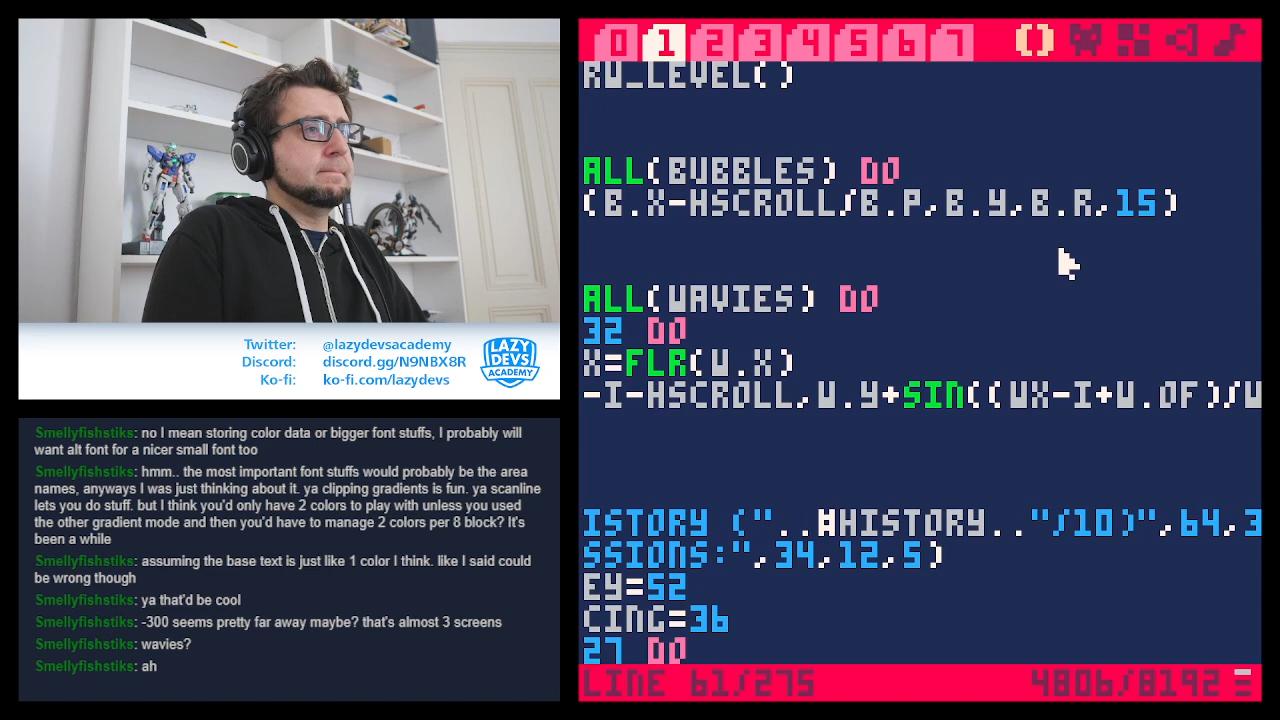 Twitter: @lazydevsacademy
Discord: discord.gg/N9NBX8R
Ko-fi: ko-fi.com/lazydevs
LAZY
DEVS
ACADEMY
Smellyfishstiks: no I mean storing color data or bigger font stuffs, I probably will
want alt font for a nicer small font too
Smellyfishstiks: hmm.. the most important font stuffs would probably be the area
names, anyways I was just thinking about it. ya clipping gradients is fun. ya scanline
lets you do stuff. but I think you'd only have 2 colors to play with unless you used
the other gradient mode and then you'd have to manage 2 colors per 8 block? It's
been a while
Smellyfishstiks: assuming the base text is just like 1 color I think. like I said could
be wrong though
Smellyfishstiks: ya that'd be cool
Smellyfishstiks: -300 seems pretty far away maybe? that's almost 3 screens
Smellyfishstiks: wavies?
Smellyfishstiks: ah
0 1 2 3 4 5 6 7 ()
RW_LEVEL()
ALL(BUBBLES) DO
(B.X-HSCROLL/B.P,B.Y,B.R,15)
ALL(WAVIES) DO
32 DO
X=FLR(W.X)
-I-HSCROLL,W.Y+SIN((WX-I+W.OF)/W
ISTORY ("..#HISTORY.."/10)",64,3
SSIONS:",34,12,5)
EY=52
CING=36
27 DO
LINE 61/275 4806/8192